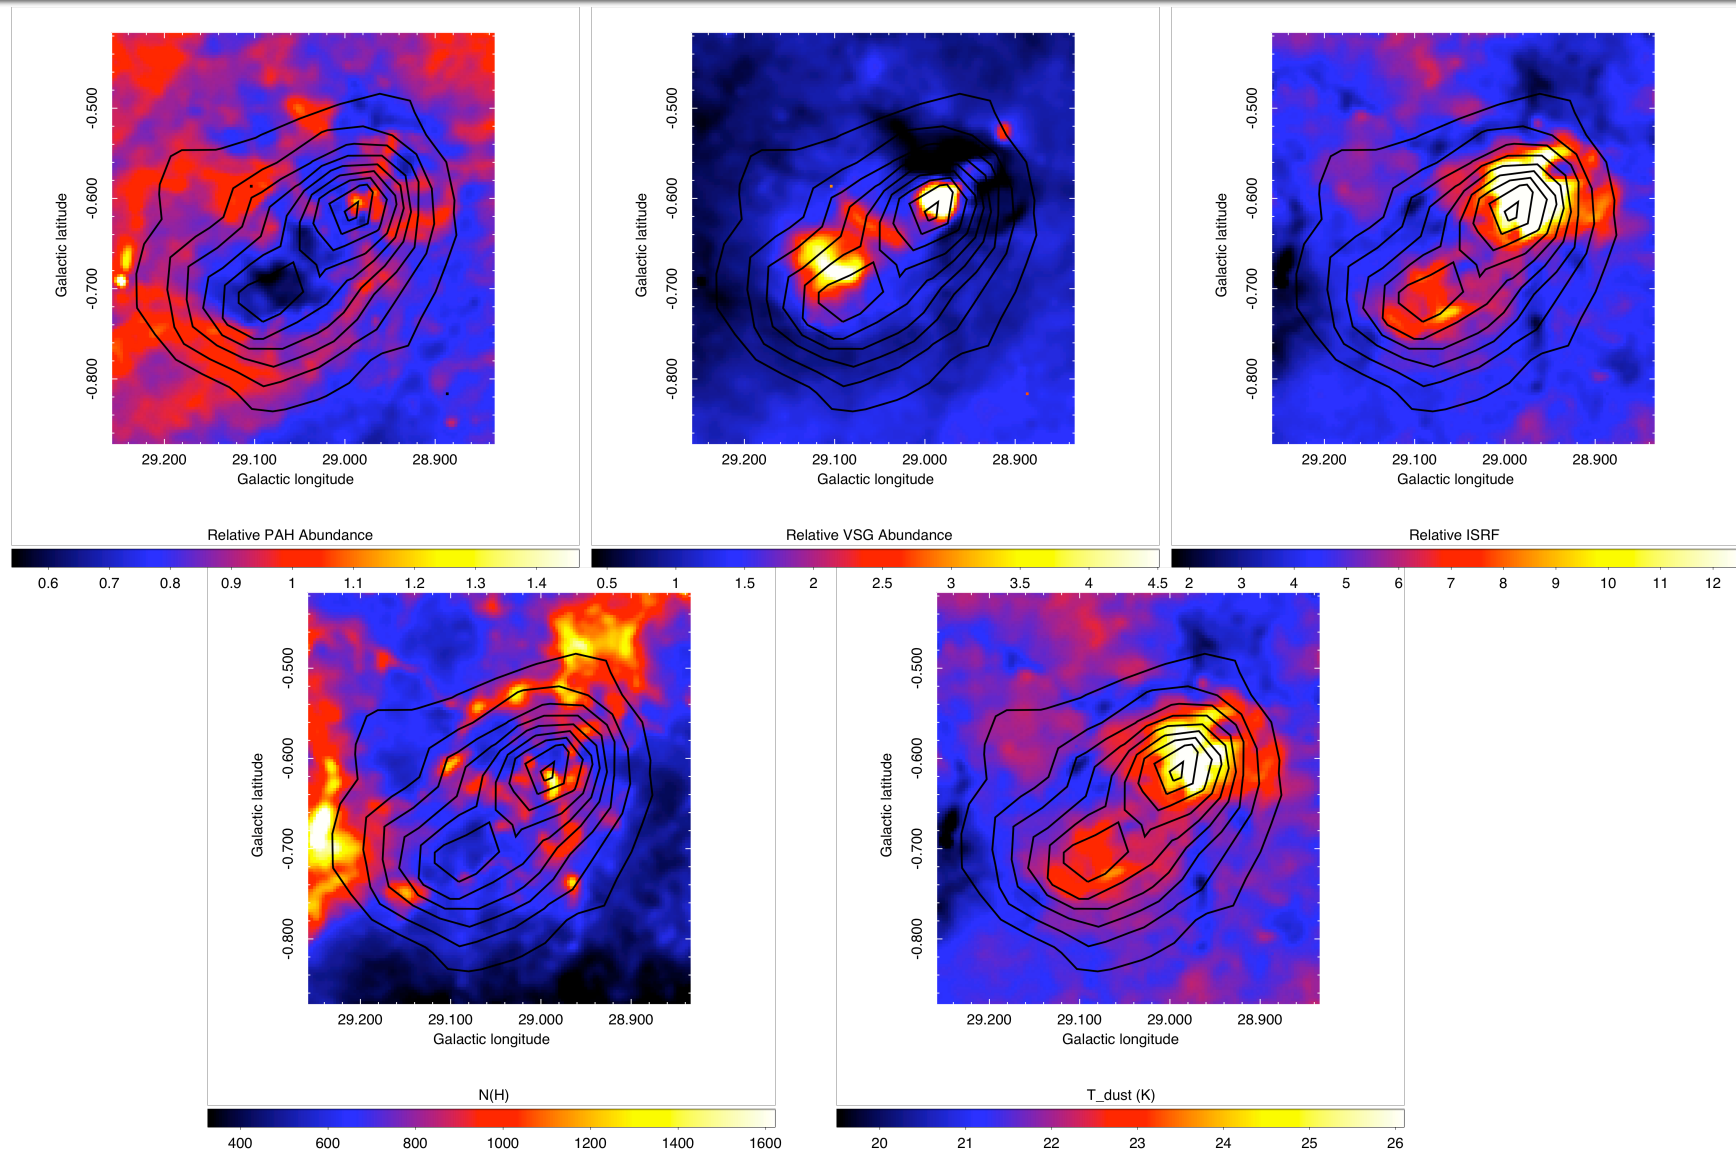 -0.500
-0.600
-0.700
-0.800
Galactic latitude
29.200 29.100 29.000 28.900
Galactic longitude
Relative PAH Abundance
0.6 0.7 0.8 0.9 1 1.1 1.2 1.3 1.4
-0.500
-0.600
-0.700
-0.800
Galactic latitude
29.200 29.100 29.000 28.900
Galactic longitude
Relative VSG Abundance
0.5 1 1.5 2 2.5 3 3.5 4 4.5
-0.500
-0.600
-0.700
-0.800
Galactic latitude
29.200 29.100 29.000 28.900
Galactic longitude
Relative ISRF
2 3 4 5 6 7 8 9 10 11 12
-0.500
-0.600
-0.700
-0.800
Galactic latitude
29.200 29.100 29.000 28.900
Galactic longitude
N(H)
400 600 800 1000 1200 1400 1600
-0.500
-0.600
-0.700
-0.800
Galactic latitude
29.200 29.100 29.000 28.900
Galactic longitude
T_dust (K)
20 21 22 23 24 25 26